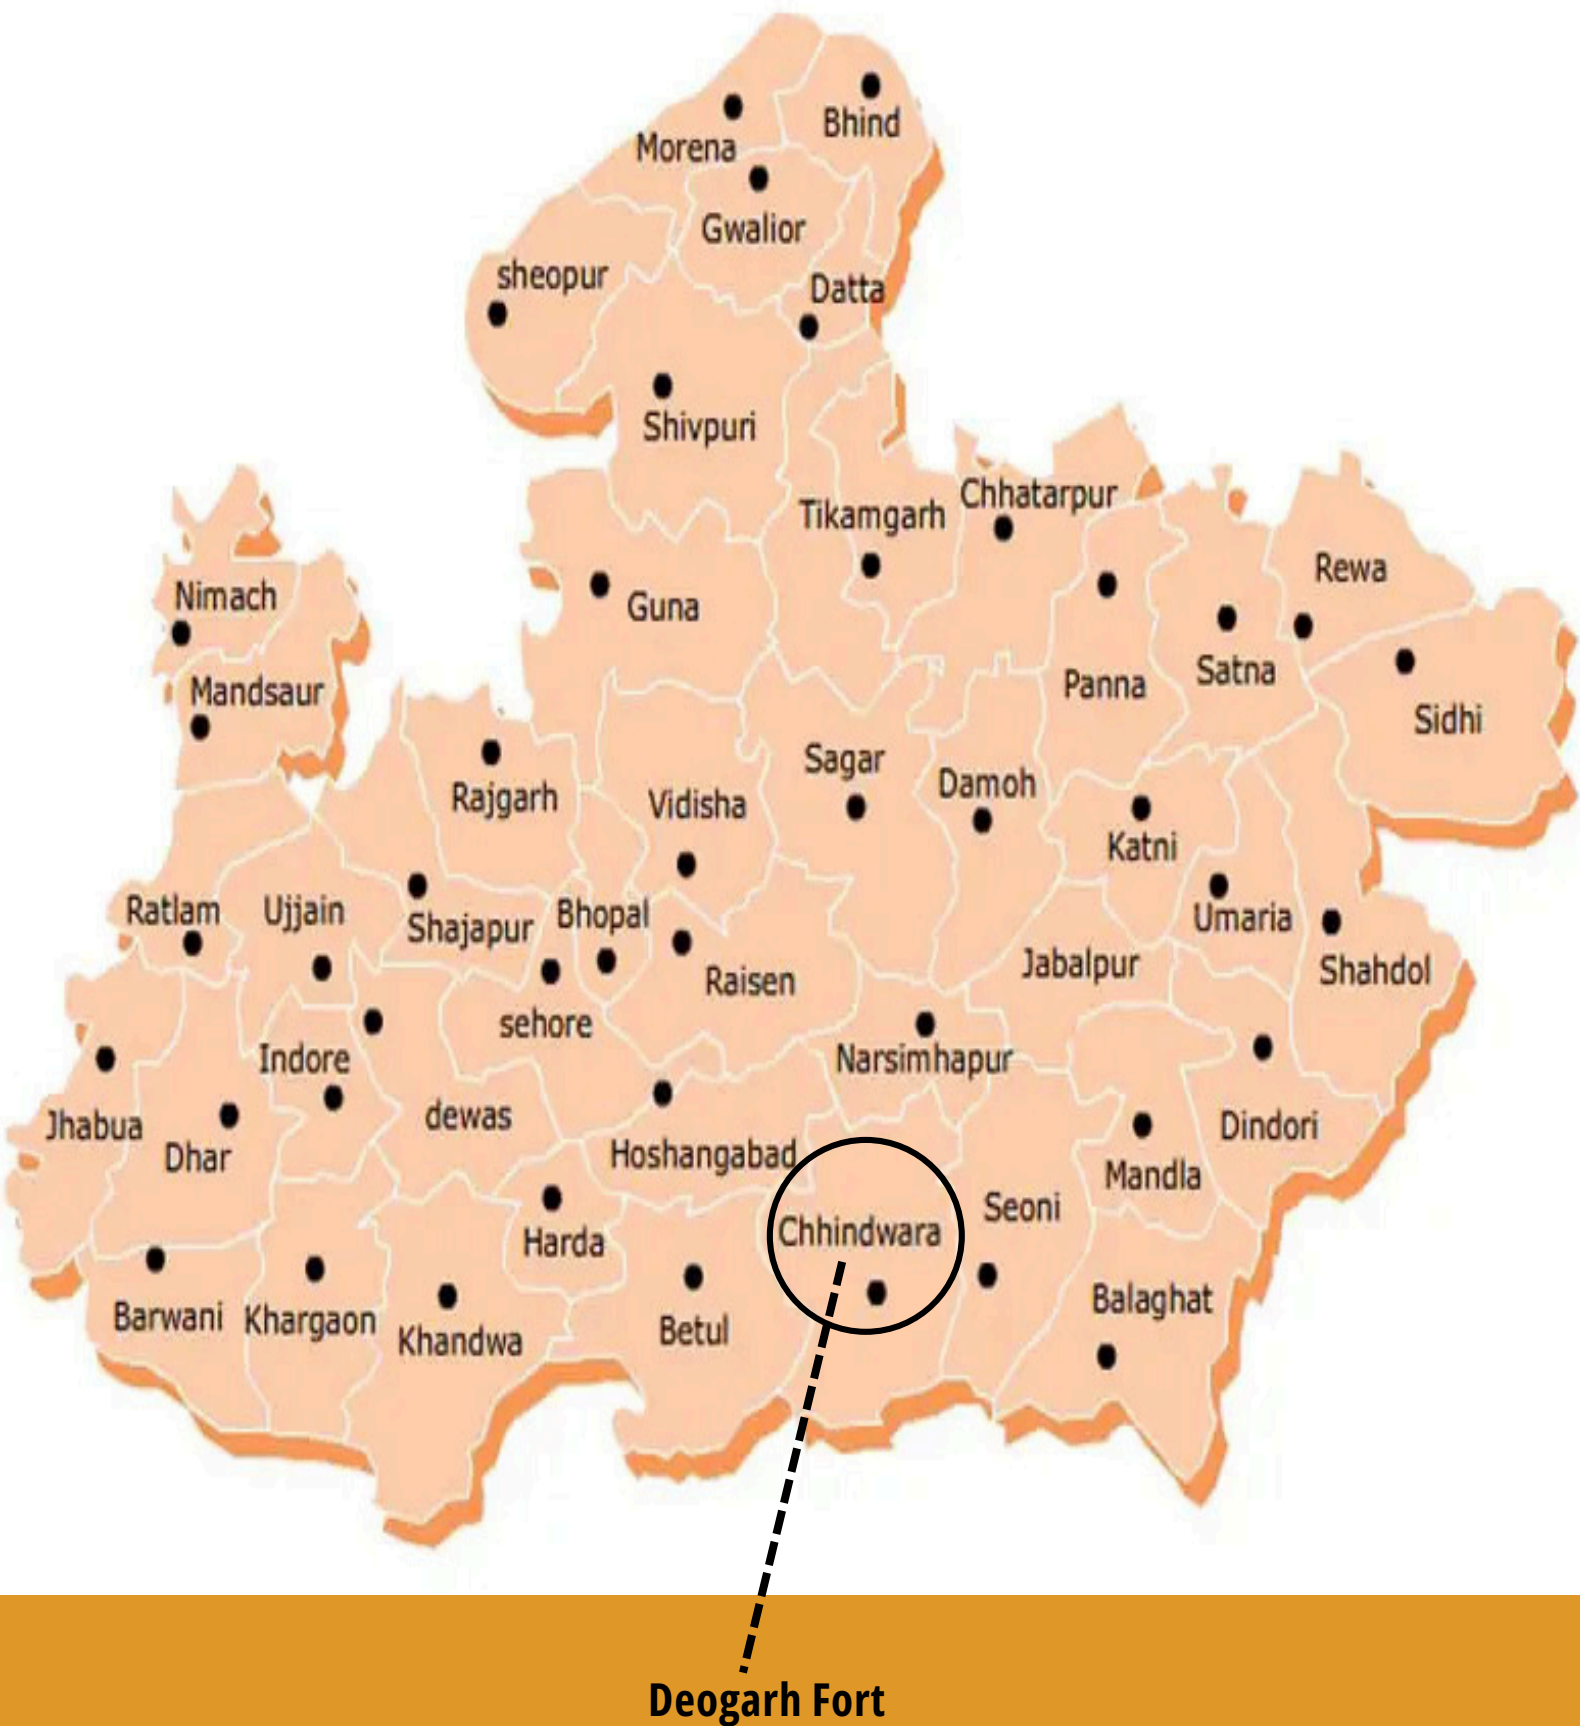 Bhind
Morena
Gwalior
sheopur
Datta
Shivpuri
Chhatarpur
Tikamgarh
Rewa
Nimach
Guna
Satna
Panna
Mandsaur
Sidhi
Sagar
Damoh
Rajgarh
Vidisha
Katni
Ratlam
Ujjain
Bhopal
Umaria
Shajapur
Jabalpur
Shahdol
Raisen
sehore
Indore
Narsimhapur
dewas
Jhabua
Dindori
Dhar
Hoshangabad
Mandla
Seoni
Chhindwara
Harda
Balaghat
Barwani
Khargaon
Betul
Khandwa
Deogarh Fort